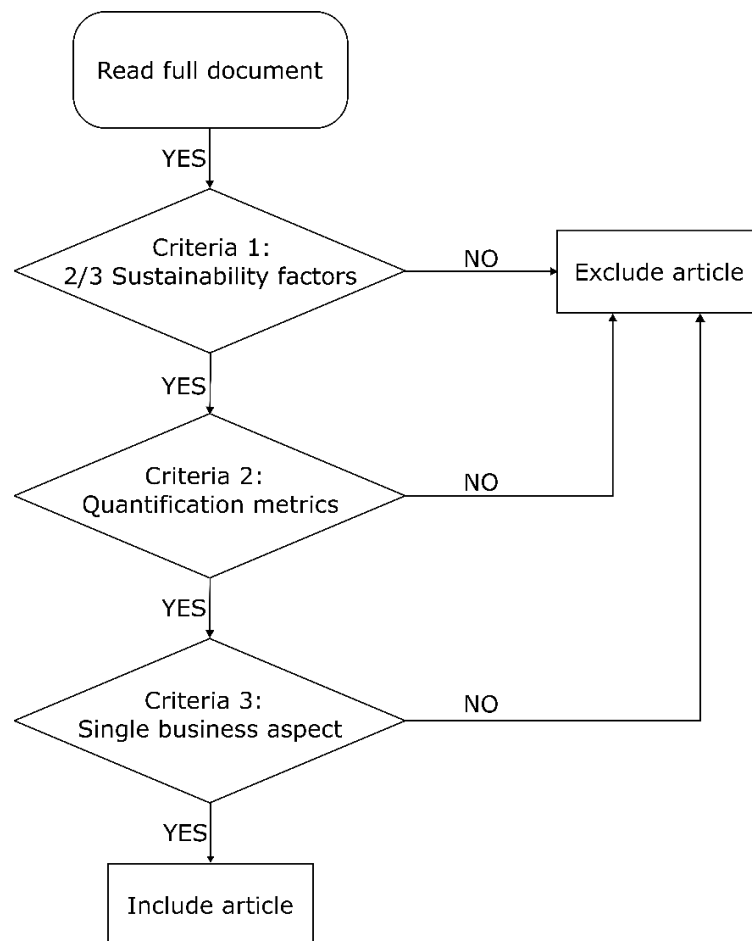 Read full document
YES
Criteria 1:
2/3 Sustainability factors
NO
Exclude article
YES
Criteria 2:
Quantification metrics
NO
YES
Criteria 3:
Single business aspect
NO
YES
Include article